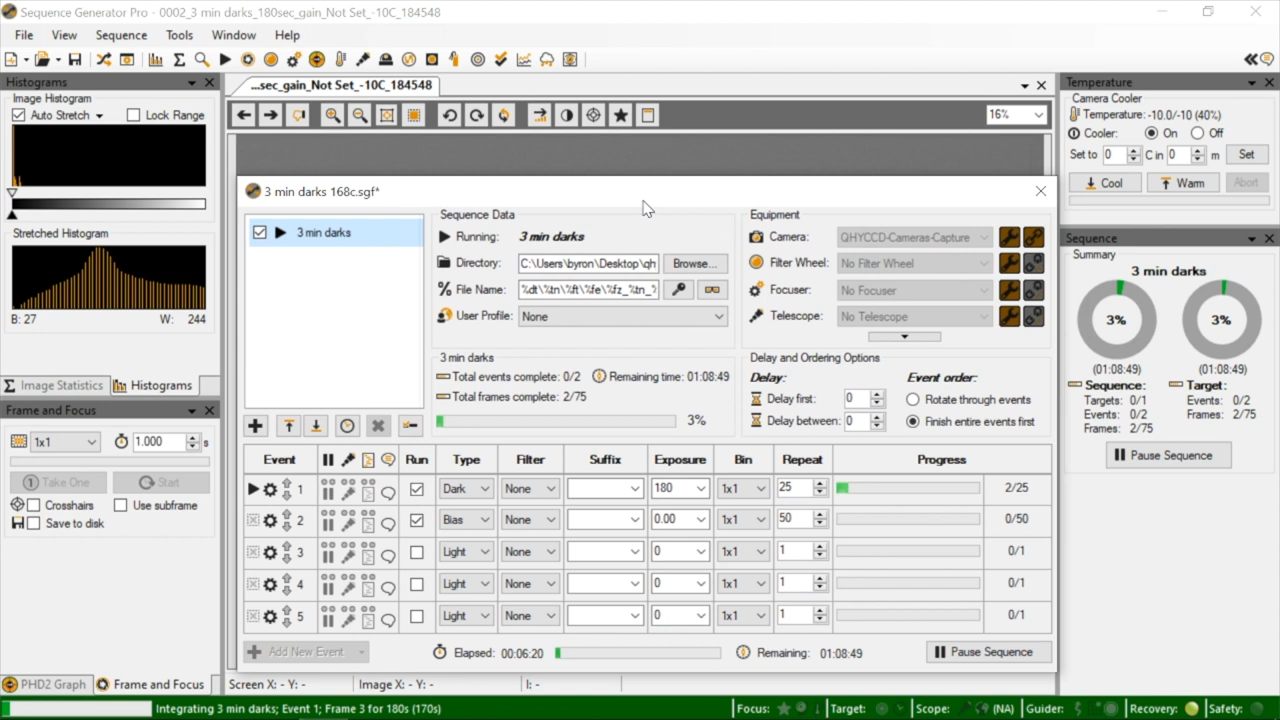 Sequence Generator Pro - 0002_3 min darks_180sec_gain_Not Set_-10C_184548
File View Sequence Tools Window Help
Histograms
Image Histogram
Auto Stretch Lock Range
Stretched Histogram
B: 27 W: 244
Image Statistics Histograms
Frame and Focus
1x1 1.000 s
Take One Start
Crosshairs Use subframe
Save to disk
PHD2 Graph Frame and Focus
...sec_gain_Not Set_-10C_184548
16%
3 min darks 168c.sgf*
3 min darks
Sequence Data
Running: 3 min darks
Directory: C:\Users\byron\Desktop\qh Browse...
File Name: %dt\%tn\%ft\%fe\%fz_%tn_%
User Profile: None
Equipment
Camera: QHYCCD-Cameras-Capture
Filter Wheel: No Filter Wheel
Focuser: No Focuser
Telescope: No Telescope
3 min darks
Total events complete: 0/2 Remaining time: 01:08:49
Total frames complete: 2/75
3%
Delay and Ordering Options
Delay: Event order:
Delay first: 0 Rotate through events
Delay between: 0 Finish entire events first
Event Run Type Filter Suffix Exposure Bin Repeat Progress
1 Dark None 180 1x1 25 2/25
2 Bias None 0.00 1x1 50 0/50
3 Light None 0 1x1 1 0/1
4 Light None 0 1x1 1 0/1
5 Light None 0 1x1 1 0/1
Add New Event Elapsed: 00:06:20 Remaining: 01:08:49 Pause Sequence
Screen X: - Y: - Image X: - Y: - I: -
Temperature
Camera Cooler
Temperature: -10.0/-10 (40%)
Cooler: On Off
Set to 0 C in 0 m Set
Cool Warm Abort
Sequence
Summary
3 min darks
3% 3%
(01:08:49) (01:08:49)
Sequence: Target:
Targets: 0/1 Events: 0/2
Events: 0/2 Frames: 2/75
Frames: 2/75
Pause Sequence
Integrating 3 min darks; Event 1; Frame 3 for 180s (170s) Focus: Target: Scope: (NA) Guider: Recovery: Safety: